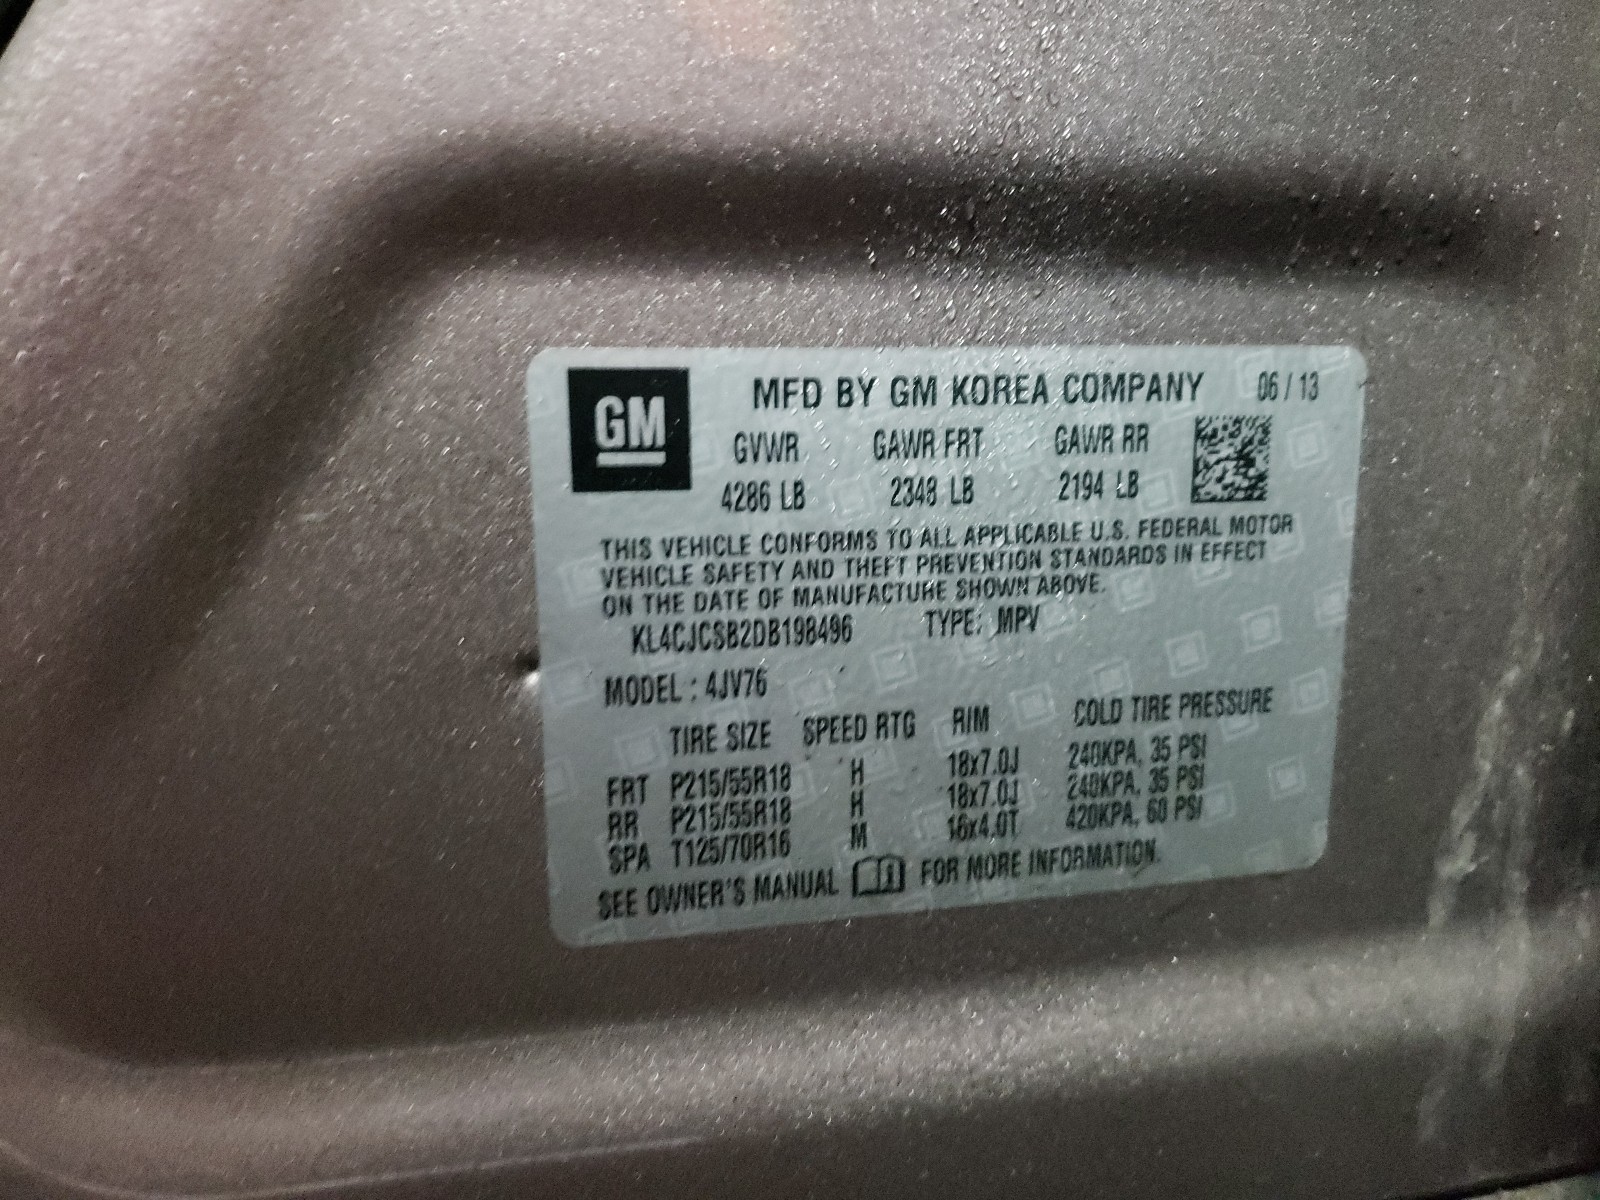 GM
MFD BY GM KOREA COMPANY 06 / 13
GVWR GAWR FRT GAWR RR
4286 LB 2348 LB 2194 LB
THIS VEHICLE CONFORMS TO ALL APPLICABLE U.S. FEDERAL MOTOR
VEHICLE SAFETY AND THEFT PREVENTION STANDARDS IN EFFECT
ON THE DATE OF MANUFACTURE SHOWN ABOVE.
KL4CJCSB2DB198496 TYPE: MPV
MODEL : 4JV76
TIRE SIZE SPEED RTG RIM COLD TIRE PRESSURE
FRT P215/55R18 H 18x7.0J 240KPA, 35 PSI
RR P215/55R18 H 18x7.0J 240KPA, 35 PSI
SPA T125/70R16 M 16x4.0T 420KPA, 60 PSI
SEE OWNER'S MANUAL FOR MORE INFORMATION.